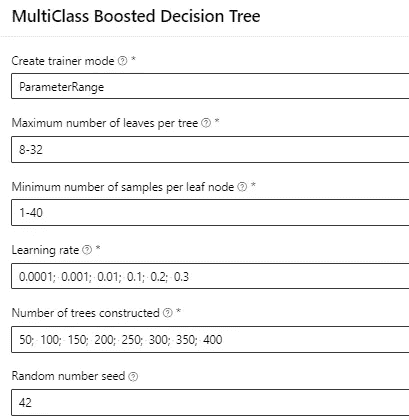 MultiClass Boosted Decision Tree
Create trainer mode ? *
ParameterRange
Maximum number of leaves per tree ? *
8-32
Minimum number of samples per leaf node ? *
1-40
Learning rate ? *
0.0001; 0.001; 0.01; 0.1; 0.2; 0.3
Number of trees constructed ? *
50; 100; 150; 200; 250; 300; 350; 400
Random number seed ?
42